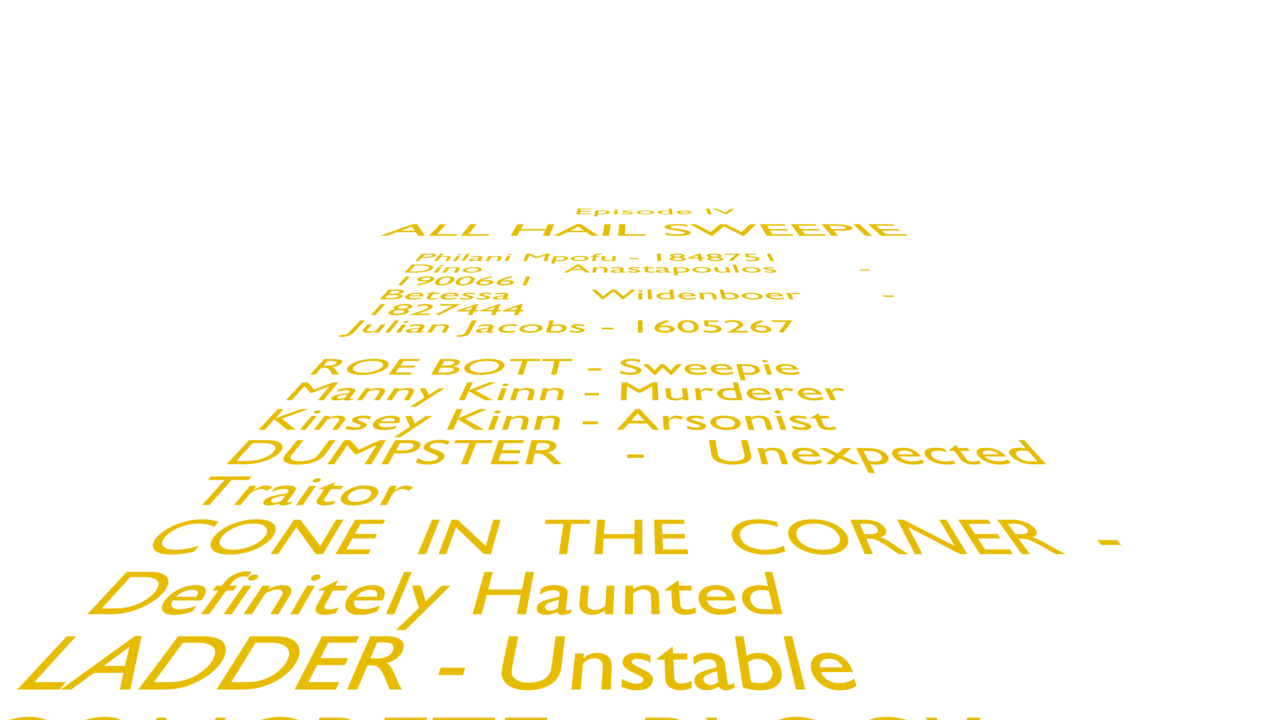 Episode IV
ALL HAIL SWEEPIE
Philani Mpofu - 1848751
Dino Anastapoulos -
1900661
Betessa Wildenboer -
1827444
Julian Jacobs - 1605267
ROE BOTT - Sweepie
Manny Kinn - Murderer
Kinsey Kinn - Arsonist
DUMPSTER - Unexpected
Traitor
CONE IN THE CORNER -
Definitely Haunted
LADDER - Unstable